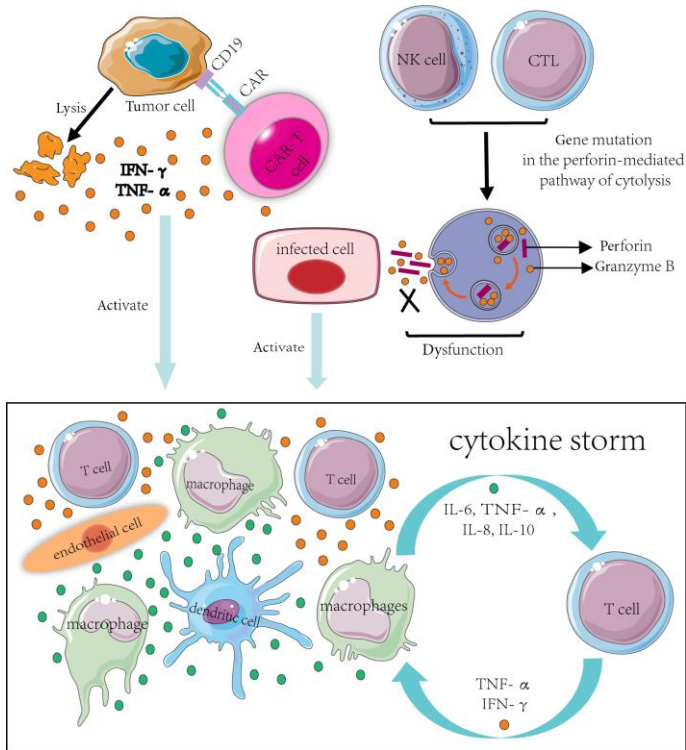 CD19
CAR
Tumor cell
Lysis
CAR-T
cell
IFN- γ
TNF- α
NK cell
CTL
Gene mutation
in the perforin-mediated
pathway of cytolysis
infected cell
Perforin
Granzyme B
Dysfunction
Activate
Activate
cytokine storm
T cell
macrophage
T cell
endothelial cell
macrophage
dendritic cell
macrophages
IL-6, TNF- α ,
IL-8, IL-10
T cell
TNF- α
IFN- γ